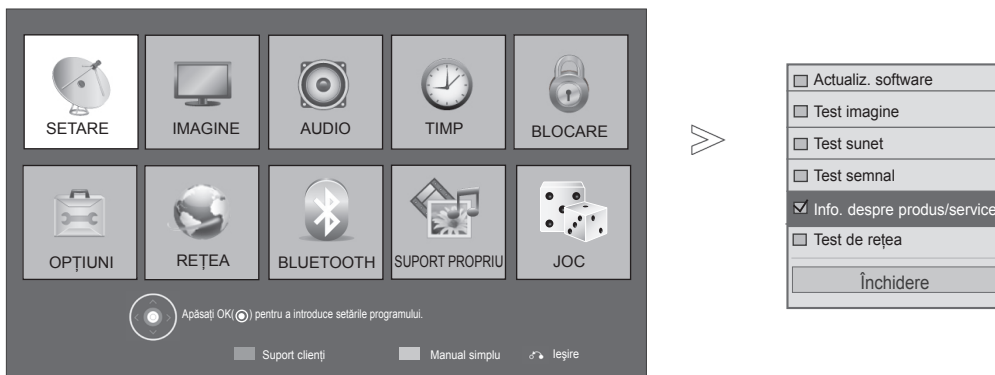 SETARE
IMAGINE
AUDIO
TIMP
BLOCARE
OPȚIUNI
REȚEA
BLUETOOTH
SUPORT PROPRIU
JOC
Apăsați OK(◉) pentru a introduce setările programului.
Suport clienți
Manual simplu
Ieșire
Actualiz. software
Test imagine
Test sunet
Test semnal
Info. despre produs/service
Test de rețea
Închidere